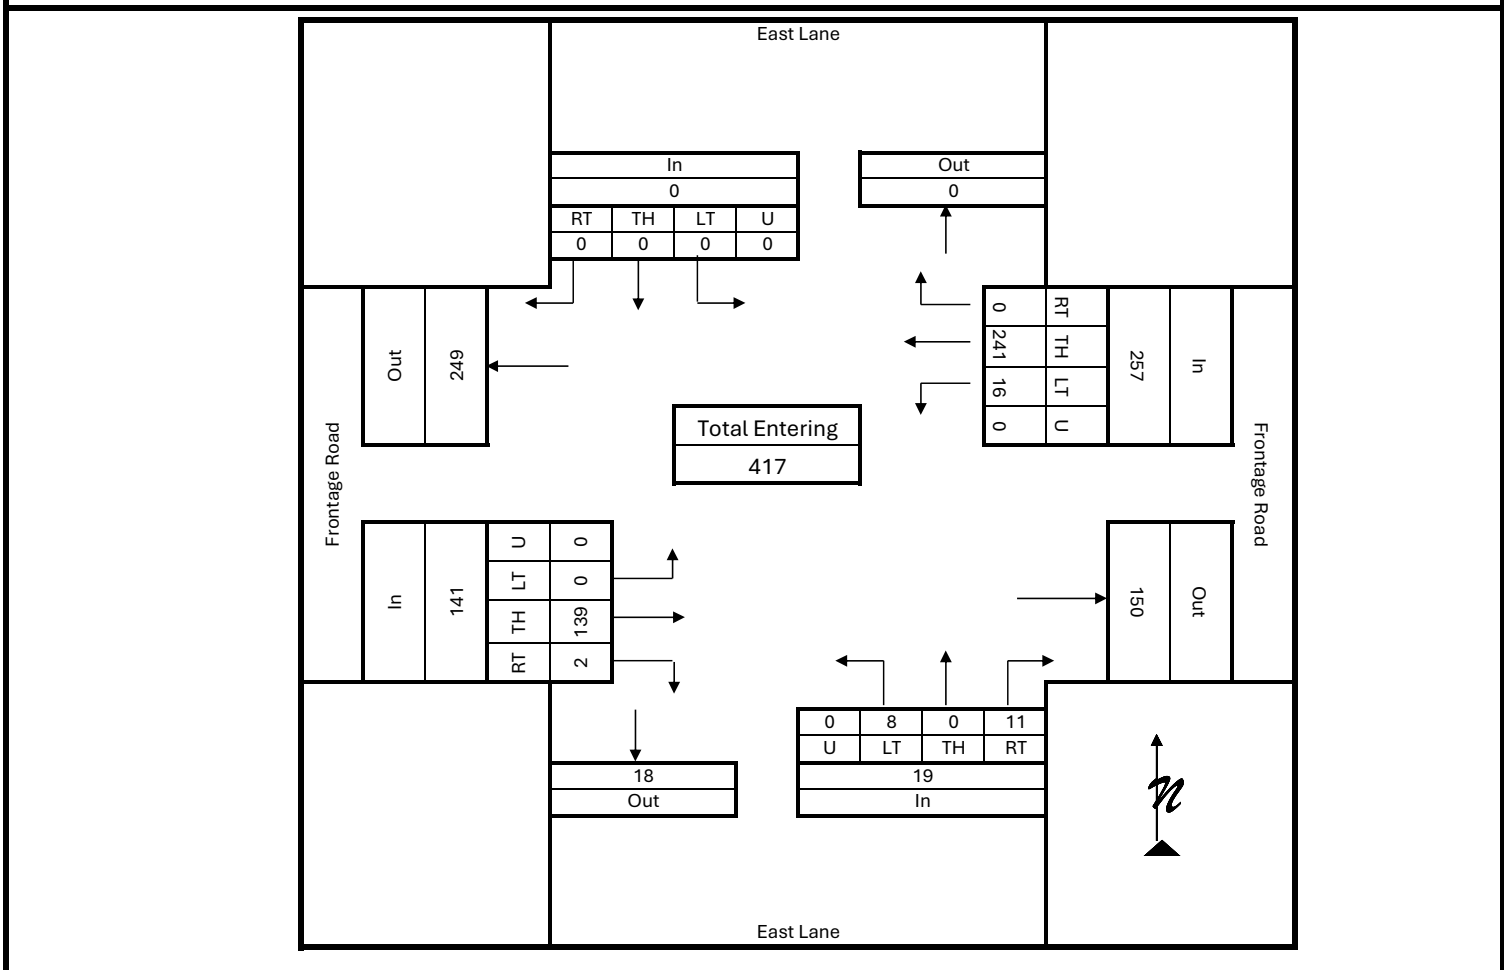 East Lane
In
0
RT TH LT U
0 0 0 0
Out
0
Out
249
0 RT
241 TH
16 LT
0 U
257
In
Total Entering
417
Frontage Road
Frontage Road
In
141
U 0
LT 0
TH 139
RT 2
150
Out
0 8 0 11
U LT TH RT
19
In
18
Out
N
East Lane